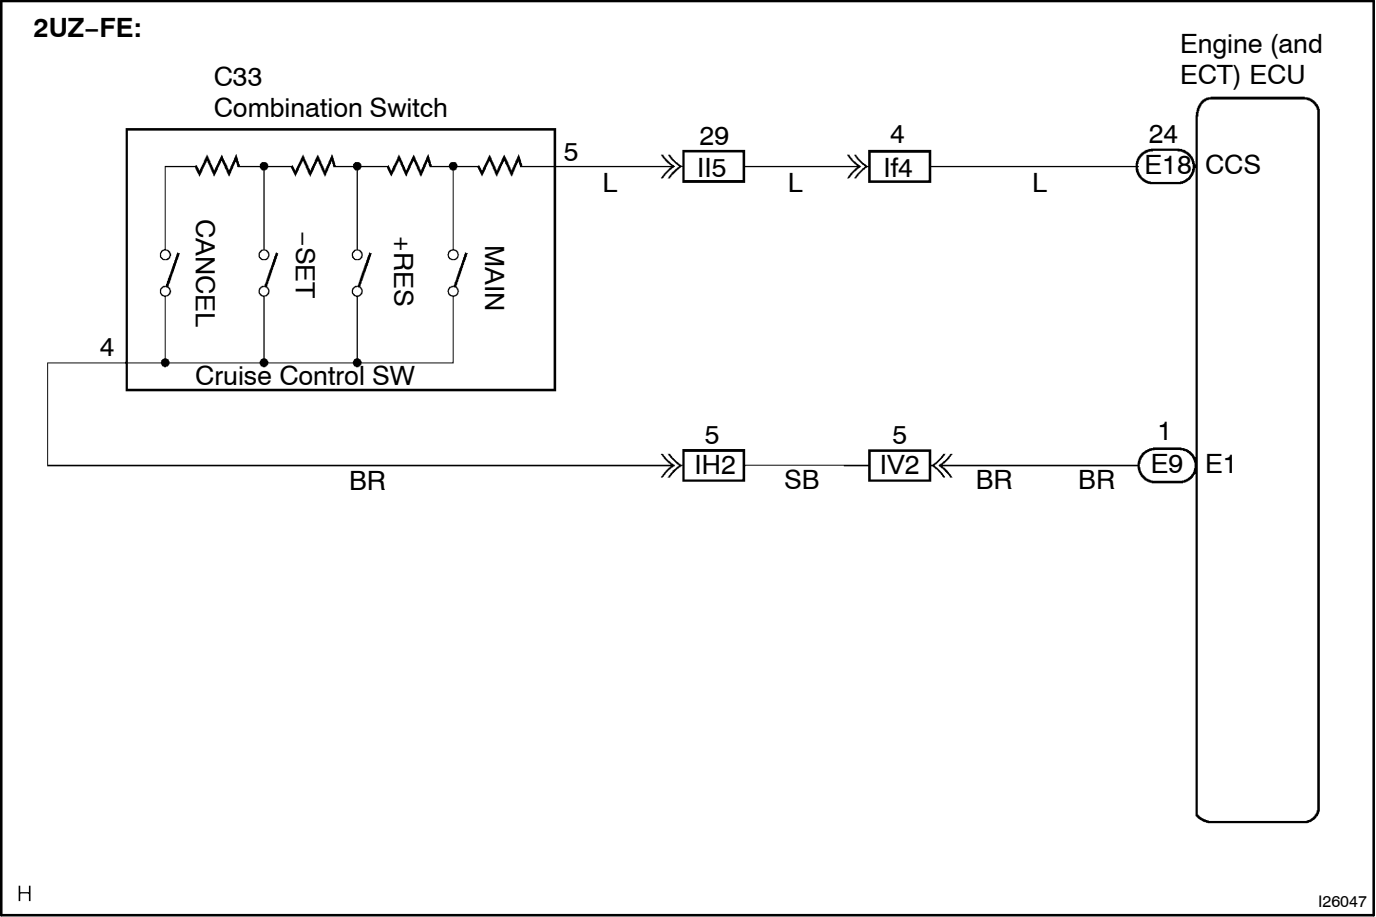 2UZ−FE:
Engine (and
ECT) ECU
C33
Combination Switch
5
29
4
24
II5
If4
E18
CCS
L
L
L
CANCEL
−SET
+RES
MAIN
4
Cruise Control SW
5
5
1
IH2
IV2
E9
E1
BR
SB
BR
BR
H
I26047